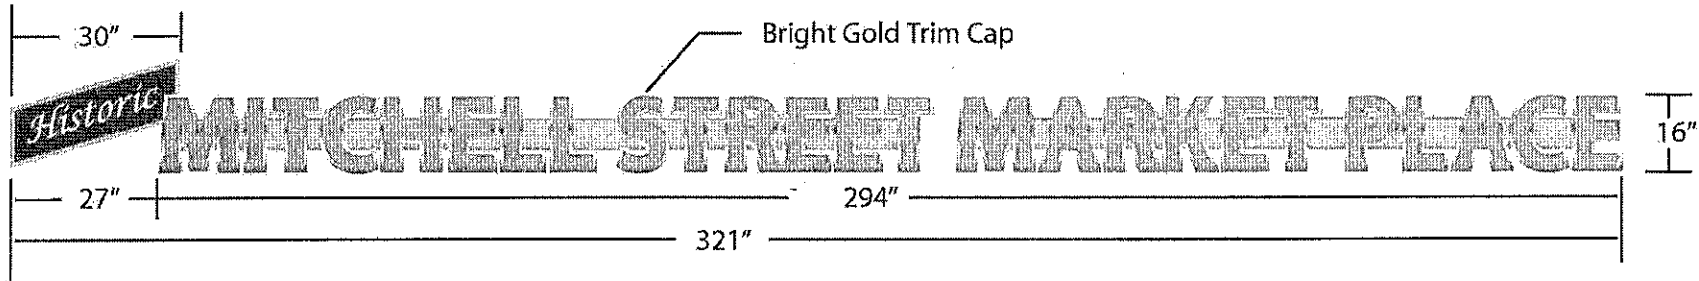 30"
Bright Gold Trim Cap
Historic
MITCHELL STREET MARKET PLACE
16"
27"
294"
321"